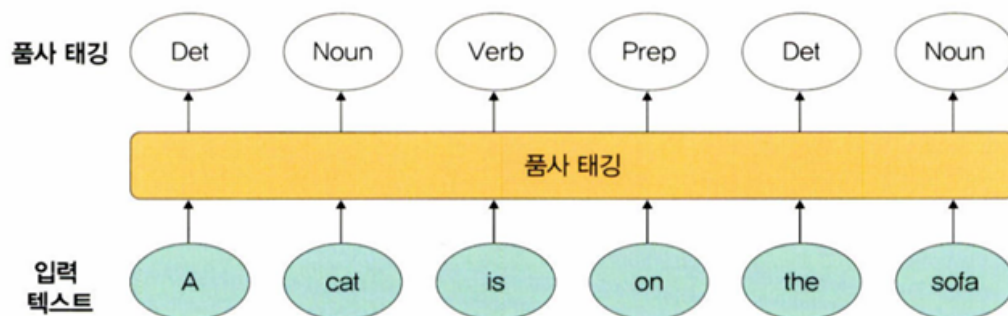 품사 태깅 Det Noun Verb Prep Det Noun
품사 태깅
입력
텍스트
A cat is on the sofa